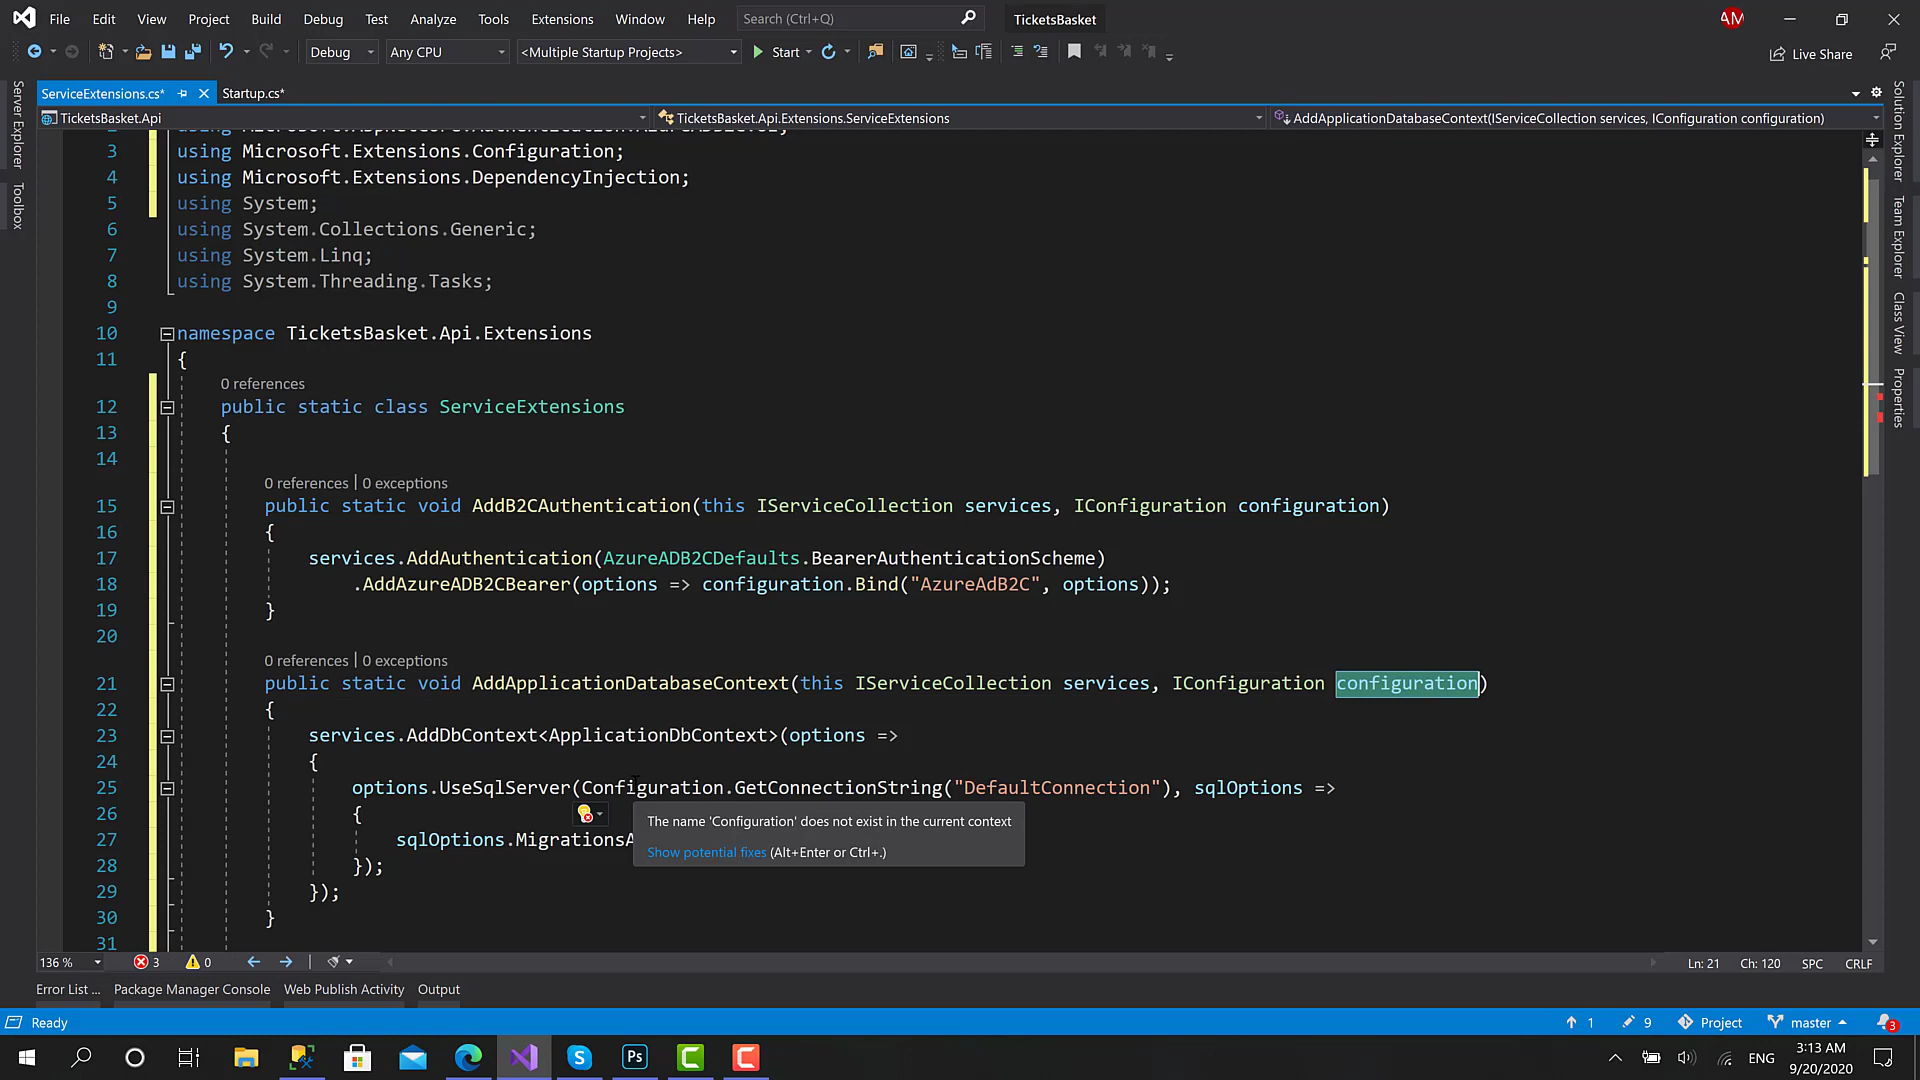 File Edit View Project Build Debug Test Analyze Tools Extensions Window Help Search (Ctrl+Q) TicketsBasket AM
Debug Any CPU <Multiple Startup Projects> Start Live Share
ServiceExtensions.cs* Startup.cs*
TicketsBasket.Api TicketsBasket.Api.Extensions.ServiceExtensions AddApplicationDatabaseContext(IServiceCollection services, IConfiguration configuration)
Server Explorer
Toolbox
Solution Explorer
Team Explorer
Class View
Properties
3 using Microsoft.Extensions.Configuration;
4 using Microsoft.Extensions.DependencyInjection;
5 using System;
6 using System.Collections.Generic;
7 using System.Linq;
8 using System.Threading.Tasks;
9
10 namespace TicketsBasket.Api.Extensions
11 {
0 references
12 public static class ServiceExtensions
13 {
14
0 references | 0 exceptions
15 public static void AddB2CAuthentication(this IServiceCollection services, IConfiguration configuration)
16 {
17 services.AddAuthentication(AzureADB2CDefaults.BearerAuthenticationScheme)
18 .AddAzureADB2CBearer(options => configuration.Bind("AzureAdB2C", options));
19 }
20
0 references | 0 exceptions
21 public static void AddApplicationDatabaseContext(this IServiceCollection services, IConfiguration configuration)
22 {
23 services.AddDbContext<ApplicationDbContext>(options =>
24 {
25 options.UseSqlServer(Configuration.GetConnectionString("DefaultConnection"), sqlOptions =>
26 {
The name 'Configuration' does not exist in the current context
27 sqlOptions.MigrationsA
Show potential fixes (Alt+Enter or Ctrl+.)
28 });
29 });
30 }
31
136 % 3 0 Ln: 21 Ch: 120 SPC CRLF
Error List ... Package Manager Console Web Publish Activity Output
Ready 1 9 Project master 3
Ps ENG 3:13 AM
9/20/2020